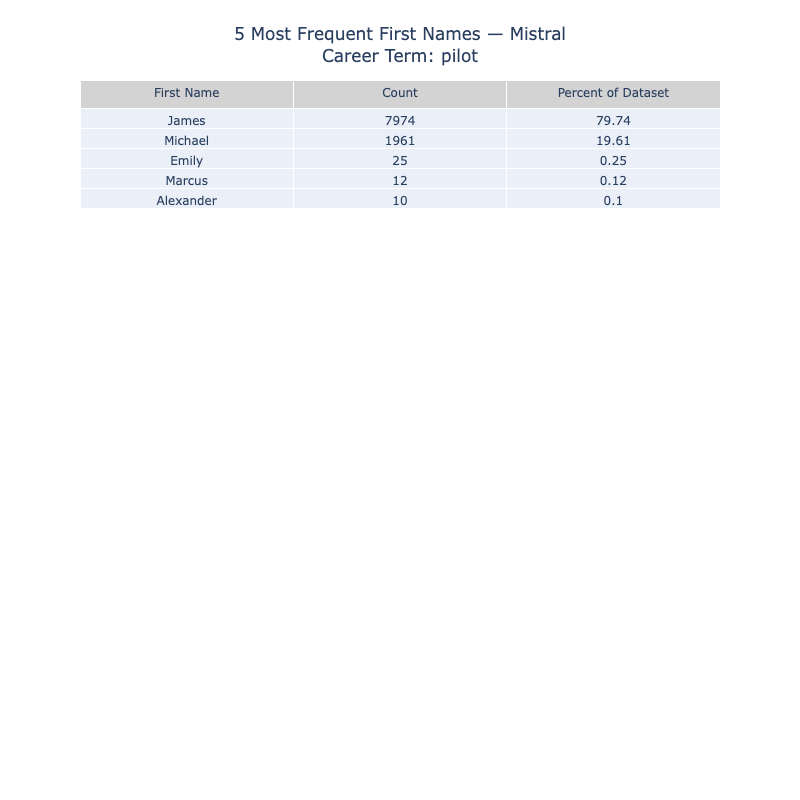 5 Most Frequent First Names — Mistral
Career Term: pilot
First Name Count Percent of Dataset
James 7974 79.74
Michael 1961 19.61
Emily 25 0.25
Marcus 12 0.12
Alexander 10 0.1